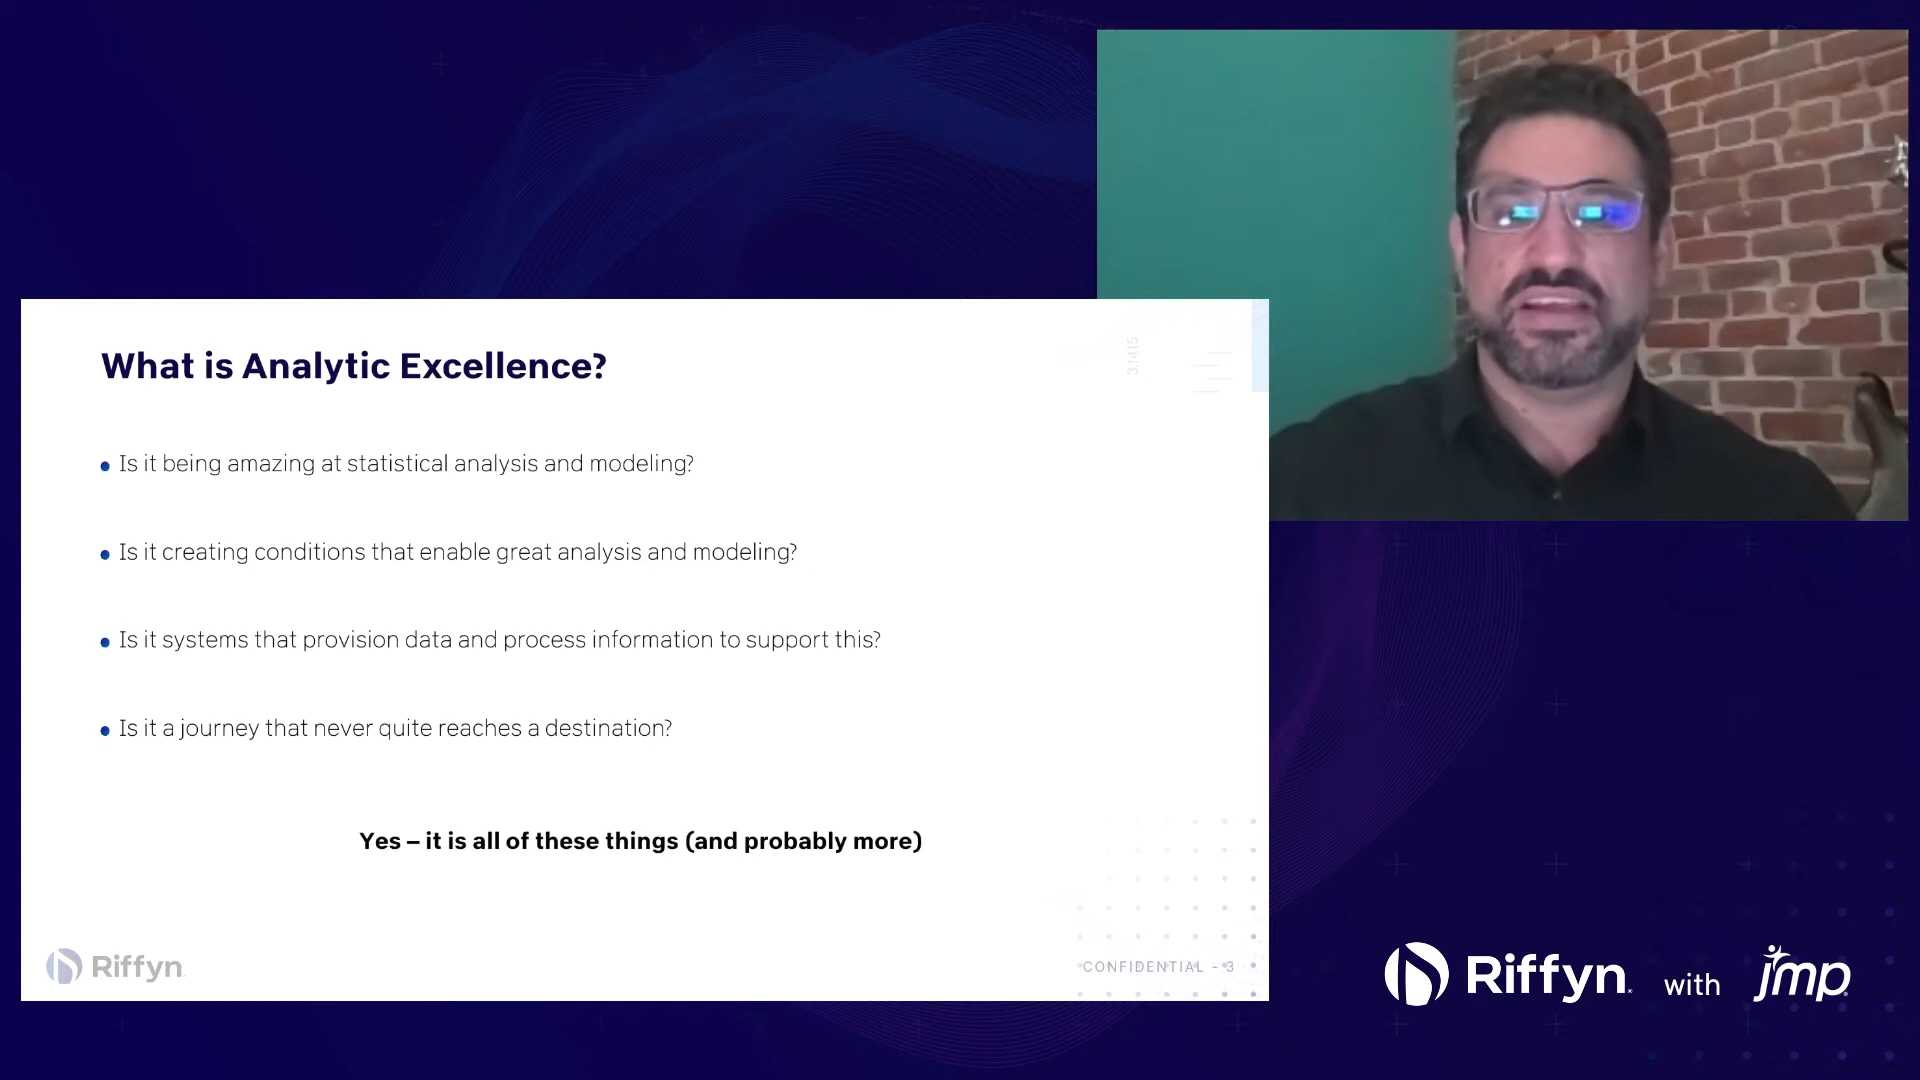 What is Analytic Excellence?
3.1415
Is it being amazing at statistical analysis and modeling?
Is it creating conditions that enable great analysis and modeling?
Is it systems that provision data and process information to support this?
Is it a journey that never quite reaches a destination?
Yes – it is all of these things (and probably more)
Riffyn
CONFIDENTIAL - 3
Riffyn with jmp